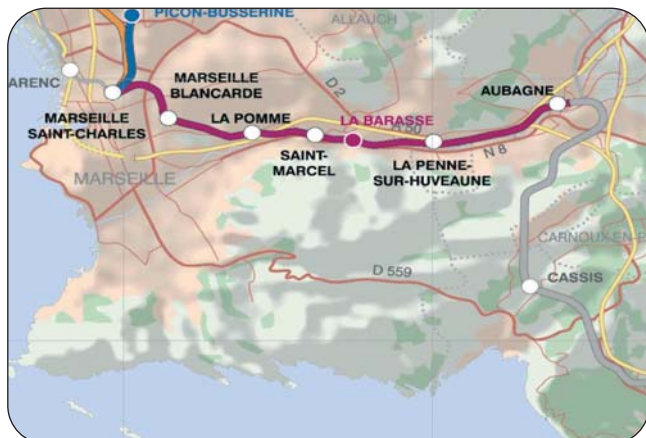 PICON-BUSSERINE
ALLAUCH
ARENC
D 2
MARSEILLE
BLANCARDE
AUBAGNE
MARSEILLE
SAINT-CHARLES
LA POMME
LA BARASSE
A 50
SAINT-
MARCEL
LA PENNE-
SUR-HUVEAUNE
N 8
MARSEILLE
CARNOUX-EN-P
D 559
CASSIS